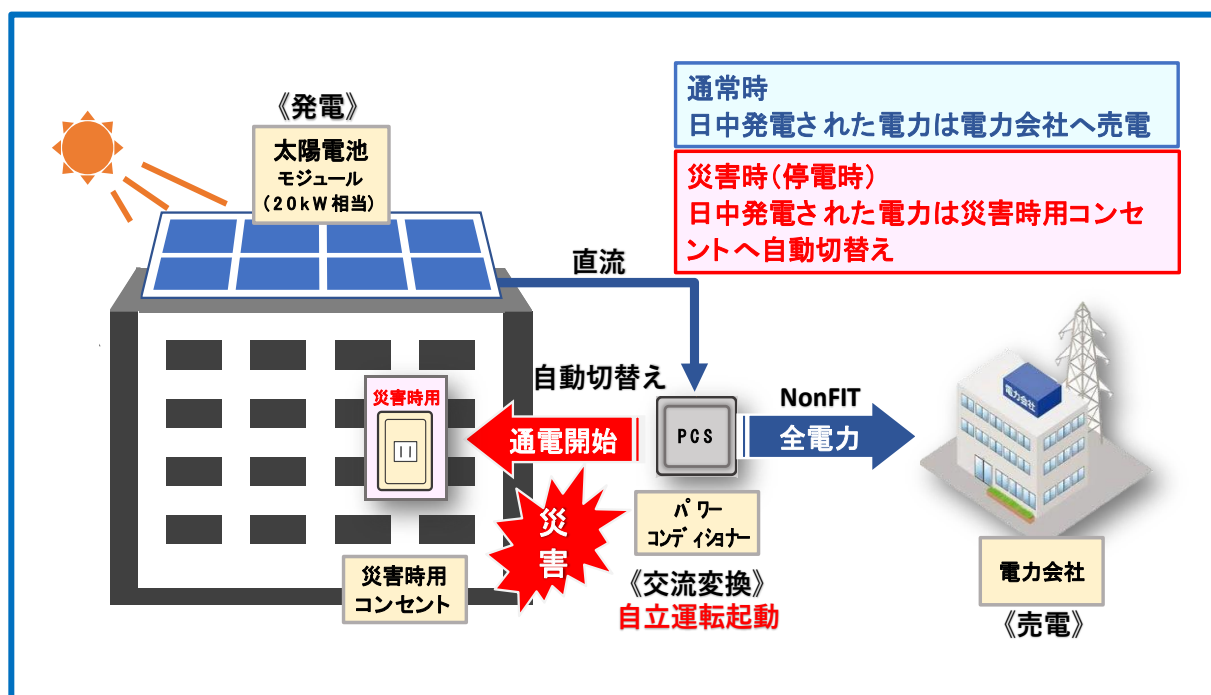 《発電》
太陽電池
モジュール
(20kW相当)
通常時
日中発電された電力は電力会社へ売電
災害時(停電時)
日中発電された電力は災害時用コンセ
ントへ自動切替え
直流
自動切替え
災害時用
通電開始
PCS
NonFIT
全電力
電力会社
災
害
パワー
コンディショナー
災害時用
コンセント
《交流変換》
自立運転起動
電力会社
《売電》